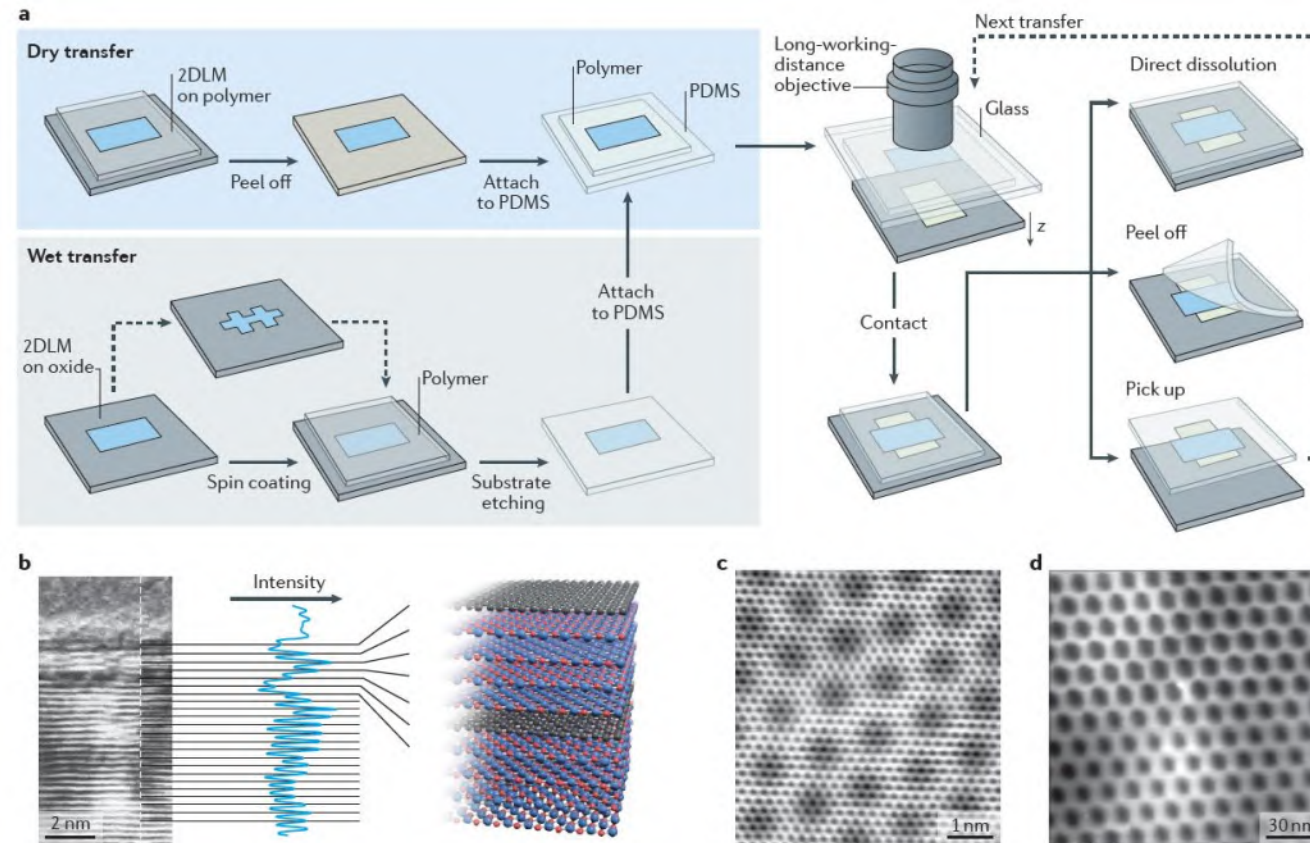 a
Dry transfer
2DLM
on polymer
Peel off
Attach
to PDMS
Polymer
PDMS
Long-working-
distance
objective
Next transfer
Glass
z
Contact
Direct dissolution
Peel off
Pick up
Wet transfer
2DLM
on oxide
Spin coating
Polymer
Substrate
etching
Attach
to PDMS
b
Intensity
2 nm
c
1 nm
d
30 nm